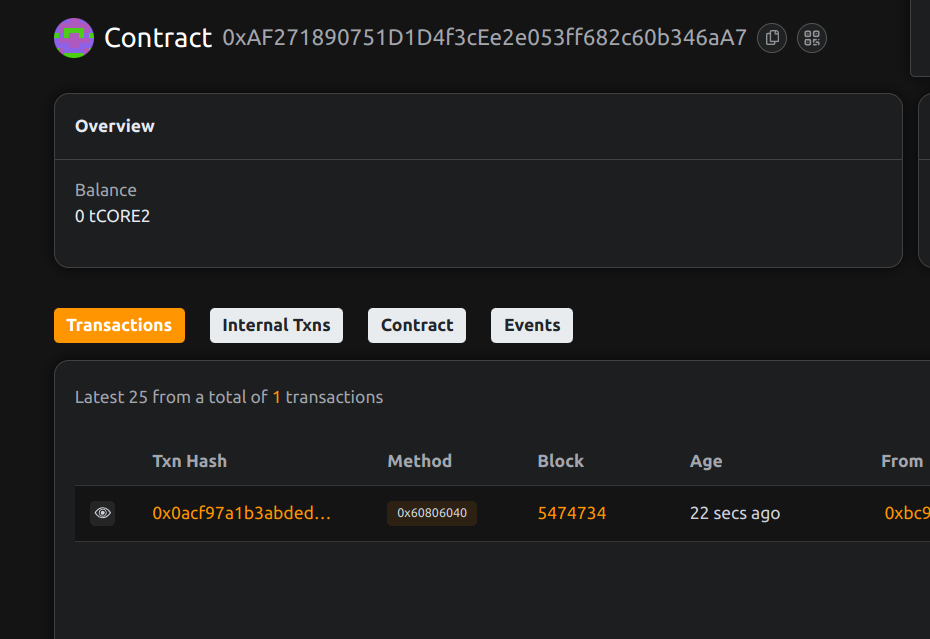 Contract 0xAF271890751D1D4f3cEe2e053ff682c60b346aA7
Overview
Balance
0 tCORE2
Transactions Internal Txns Contract Events
Latest 25 from a total of 1 transactions
Txn Hash Method Block Age From
0x0acf97a1b3abded... 0x60806040 5474734 22 secs ago 0xbc9